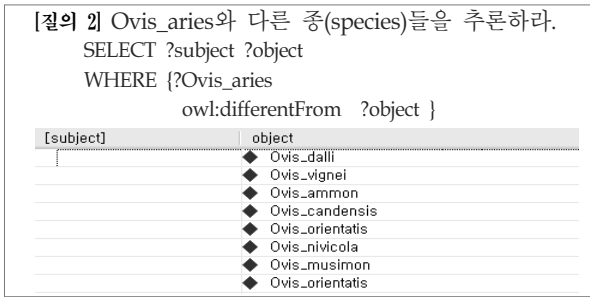 [질의 2] Ovis_aries와 다른 종(species)들을 추론하라.
SELECT ?subject ?object
WHERE {?Ovis_aries
owl:differentFrom ?object }
[subject] object
Ovis_dalli
Ovis_vignei
Ovis_ammon
Ovis_candensis
Ovis_orientatis
Ovis_nivicola
Ovis_musimon
Ovis_orientatis